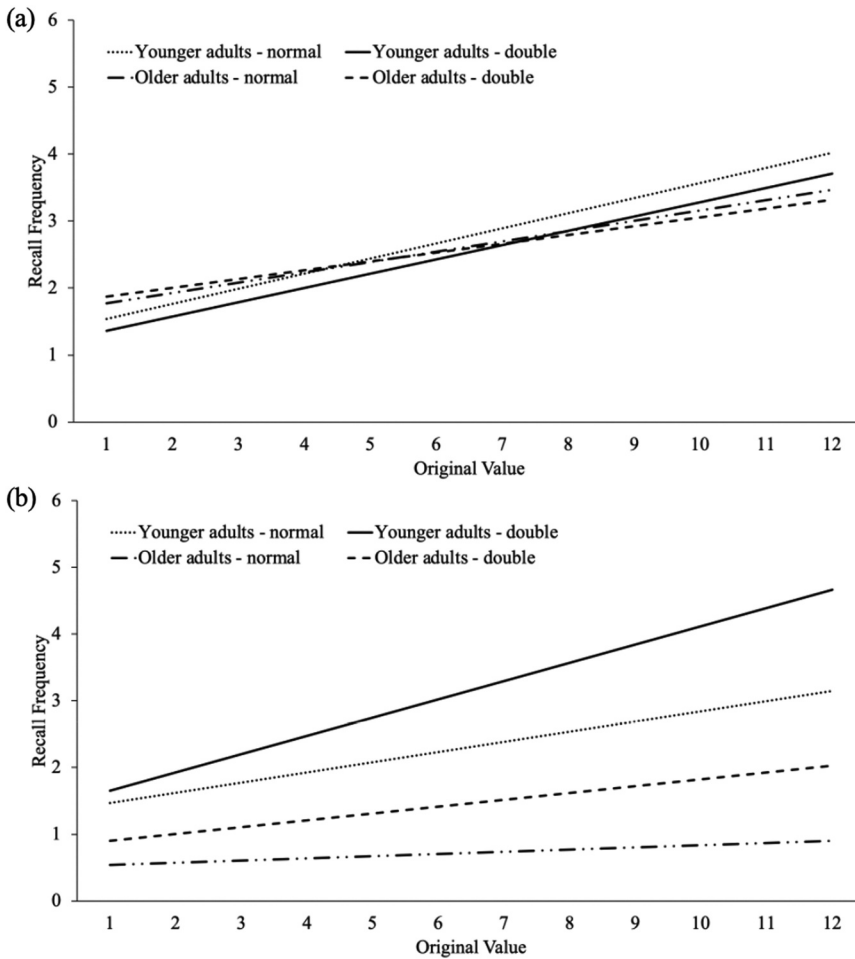 (a)
6
5
4
3
2
1
0
Recall Frequency
Younger adults - normal Younger adults - double
Older adults - normal Older adults - double
1 2 3 4 5 6 7 8 9 10 11 12
Original Value
(b)
6
5
4
3
2
1
0
Recall Frequency
Younger adults - normal Younger adults - double
Older adults - normal Older adults - double
1 2 3 4 5 6 7 8 9 10 11 12
Original Value